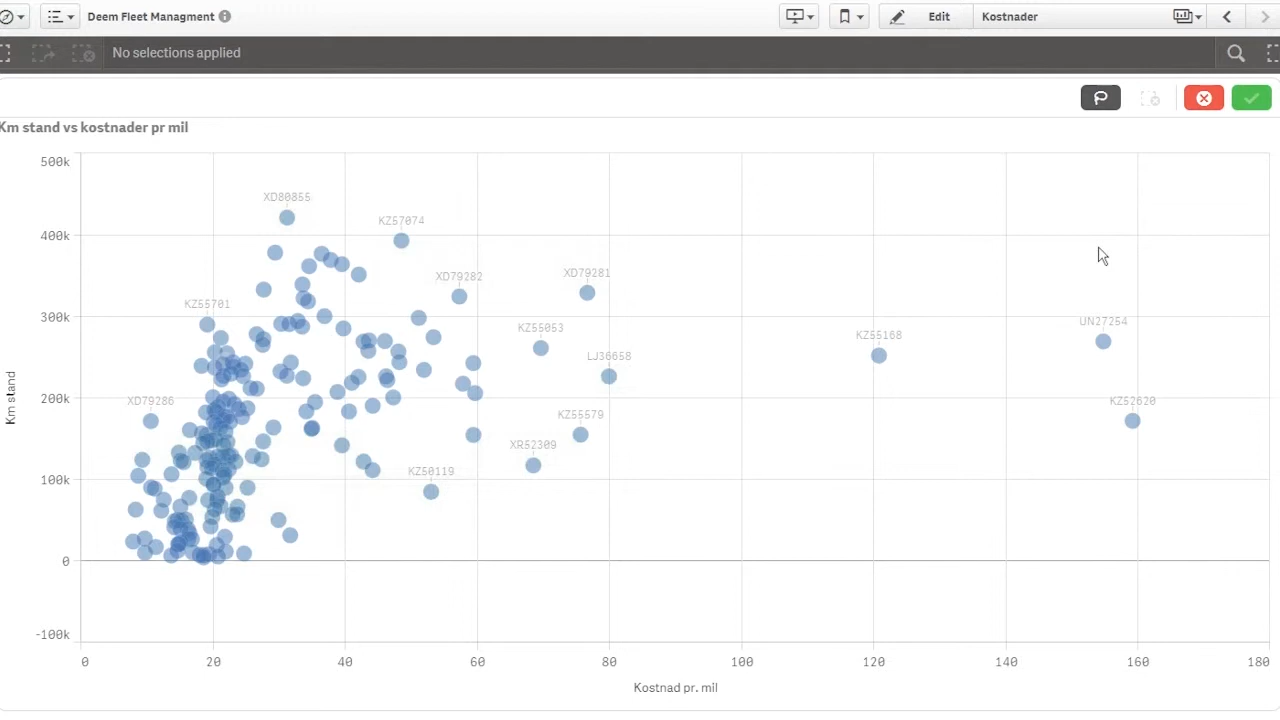 Deem Fleet Managment
Edit
Kostnader
No selections applied
Km stand vs kostnader pr mil
500k
XD80855
KZ57074
400k
XD79282
XD79281
KZ55701
300k
KZ55053
UN27254
KZ55168
LJ36658
200k
XD79286
KZ52620
KZ55579
XR52309
KZ50119
100k
0
-100k
Km stand
0 20 40 60 80 100 120 140 160 180
Kostnad pr. mil